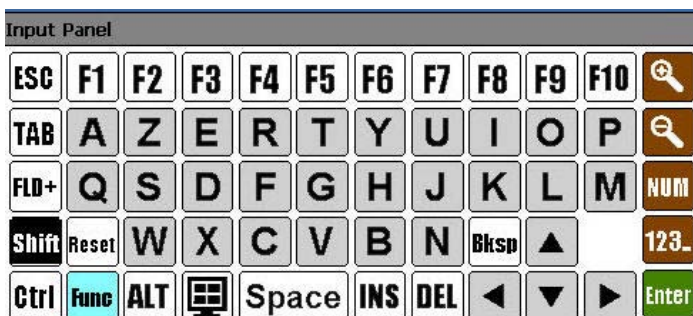 Input Panel
ESC F1 F2 F3 F4 F5 F6 F7 F8 F9 F10
TAB A Z E R T Y U I O P
FLD+ Q S D F G H J K L M NUM
Shift Reset W X C V B N Bksp 123_
Ctrl Func ALT Space INS DEL Enter